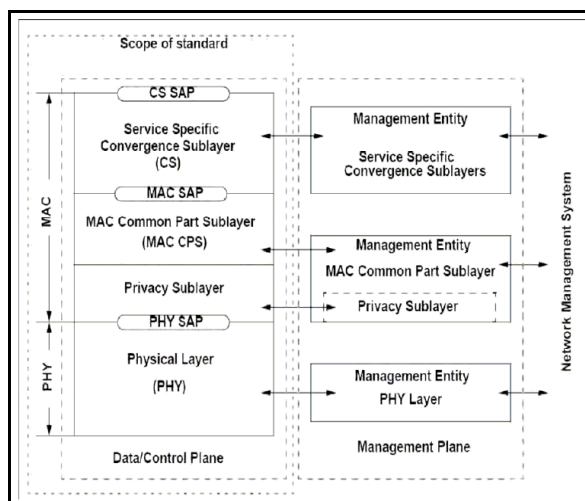 Scope of standard
CS SAP
Service Specific
Convergence Sublayer
(CS)
MAC SAP
MAC Common Part Sublayer
(MAC CPS)
Privacy Sublayer
PHY SAP
Physical Layer
(PHY)
Data/Control Plane
MAC
PHY
Management Entity
Service Specific
Convergence Sublayers
Management Entity
MAC Common Part Sublayer
Privacy Sublayer
Management Entity
PHY Layer
Management Plane
Network Management System